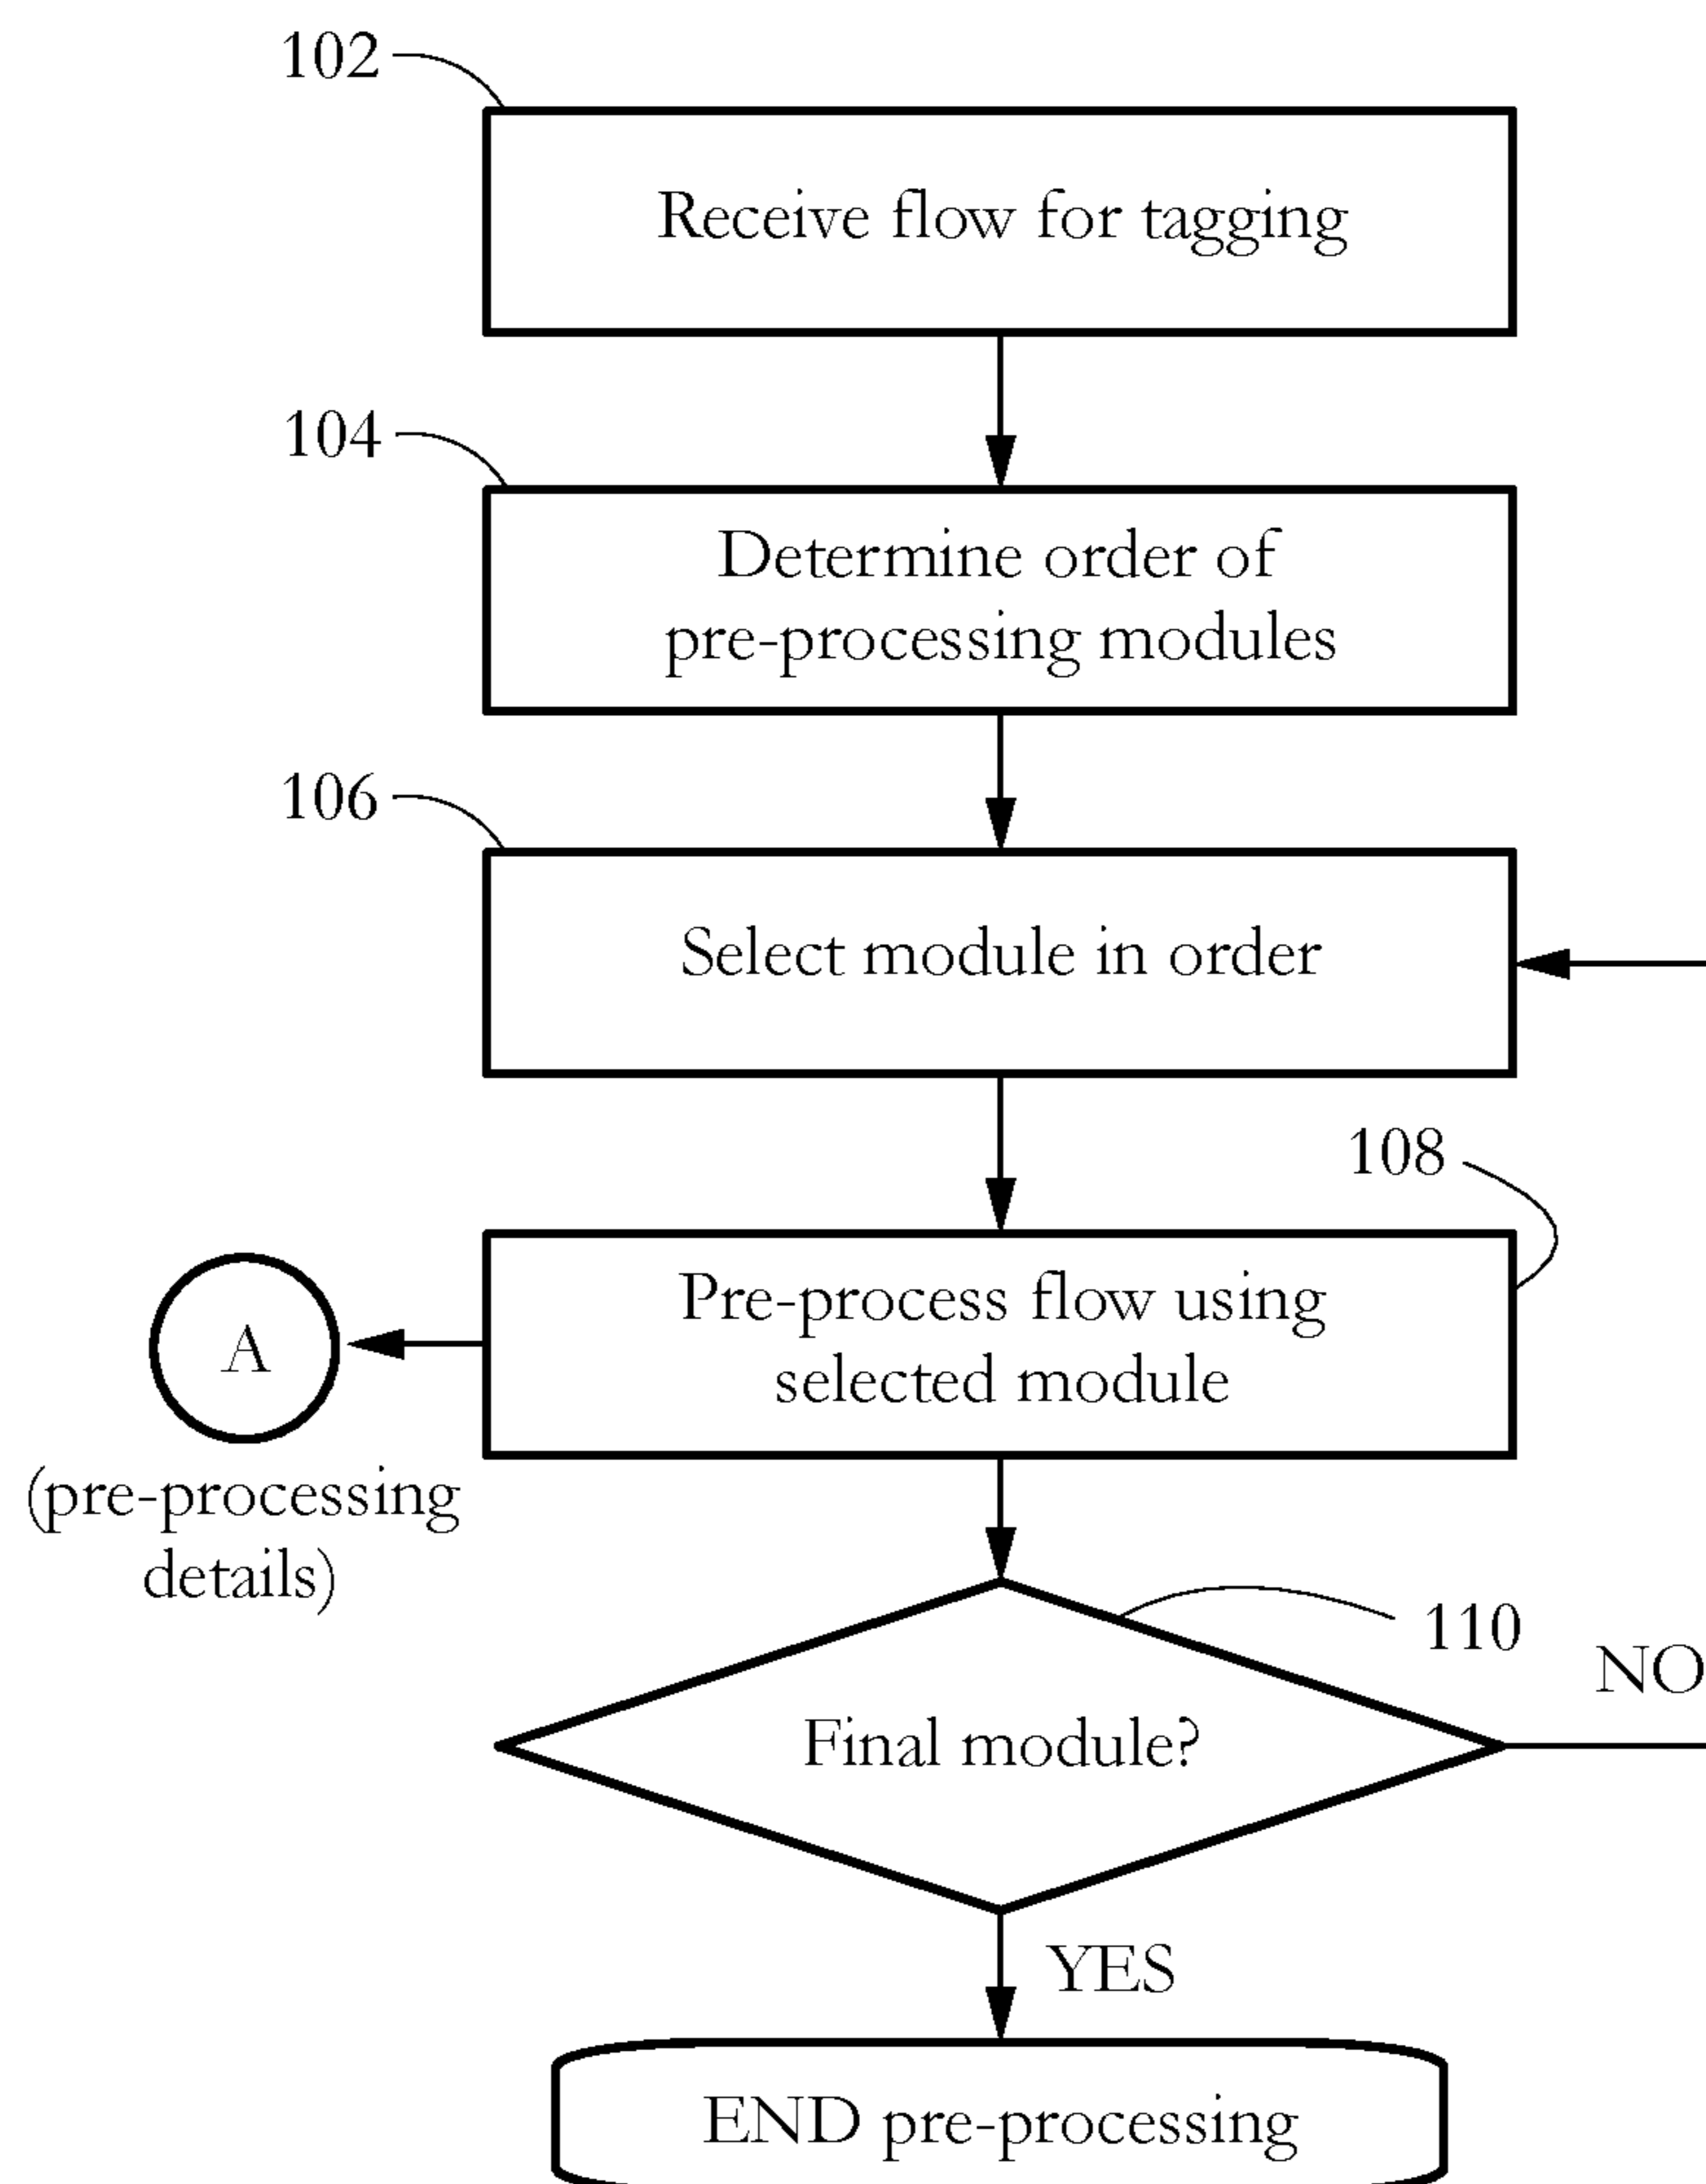 102
Receive flow for tagging
104
Determine order of
pre-processing modules
106
Select module in order
108
Pre-process flow using
selected module
A
(pre-processing
details)
110
Final module?
NO
YES
END pre-processing